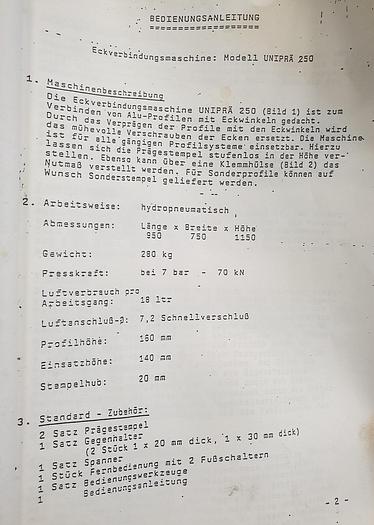 BEDIENUNGSANLEITUNG
Eckverbindungsmaschine: Modell UNIPRÄ 250
1. Maschinenbeschreibung
Die Eckverbindungsmaschine UNIPRÄ 250 (Bild 1) ist zum
Verbinden von Alu-Profilen mit Eckwinkeln gedacht.
Durch das Verprägen der Profile mit den Eckwinkeln wird
das mühevolle Verschrauben der Ecken ersetzt. Die Maschine
ist für alle gängigen Profilsysteme einsetzbar. Hierzu
lassen sich die Prägestempel stufenlos in der Höhe ver-
stellen. Ebenso kann über eine Klemmhülse (Bild 2) das
Nutmaß verstellt werden. Für Sonderprofile können auf
Wunsch Sonderstempel geliefert werden.
2. Arbeitsweise: hydropneumatisch
Abmessungen: Länge x Breite x Höhe
950 750 1150
Gewicht: 280 kg
Presskraft: bei 7 bar - 70 kN
Luftverbrauch pro
Arbeitsgang: 18 ltr
Luftanschluß-Ø: 7,2 Schnellverschluß
Profilhöhe: 160 mm
Einsatzhöhe: 140 mm
Stempelhub: 20 mm
3. Standard - Zubehör:
2 Satz Prägestempel
1 Satz Gegenhalter
(2 Stück 1 x 20 mm dick, 1 x 30 mm dick)
1 Satz Spanner
1 Stück Fernbedienung mit 2 Fußschaltern
1 Satz Bedienungswerkzeuge
1 Bedienungsanleitung
- 2 -